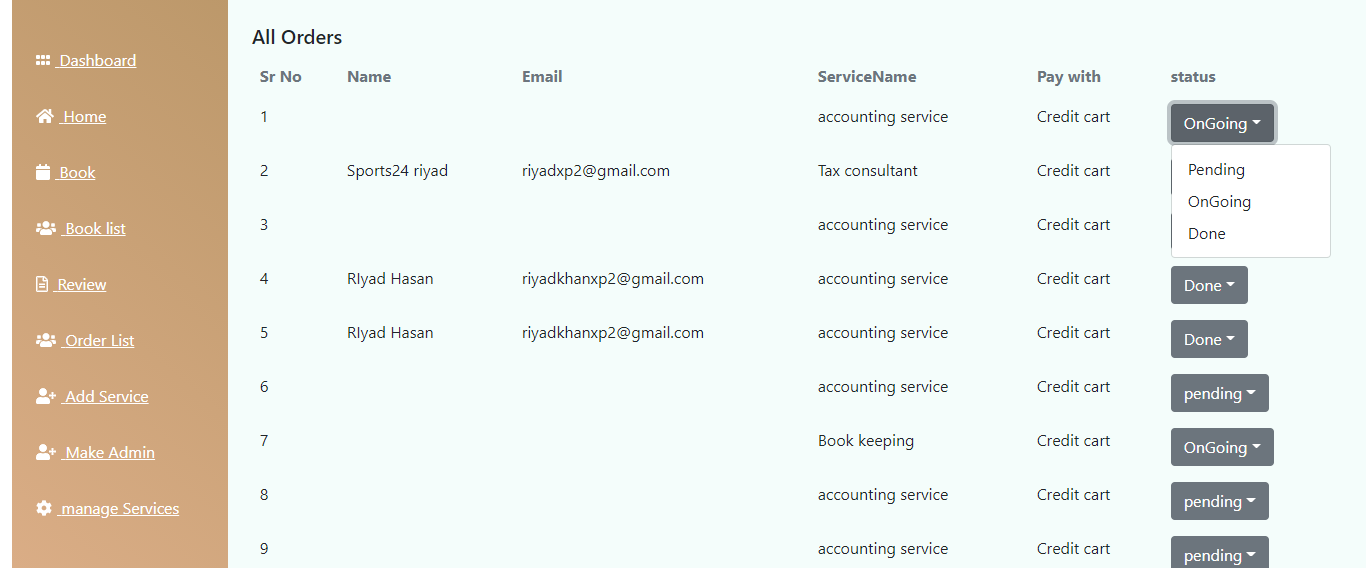 Dashboard
Home
Book
Book list
Review
Order List
Add Service
Make Admin
manage Services
All Orders
Sr No Name Email ServiceName Pay with status
1 accounting service Credit cart OnGoing
Pending
OnGoing
Done
2 Sports24 riyad riyadxp2@gmail.com Tax consultant Credit cart
3 accounting service Credit cart
4 RIyad Hasan riyadkhanxp2@gmail.com accounting service Credit cart Done
5 RIyad Hasan riyadkhanxp2@gmail.com accounting service Credit cart Done
6 accounting service Credit cart pending
7 Book keeping Credit cart OnGoing
8 accounting service Credit cart pending
9 accounting service Credit cart pending